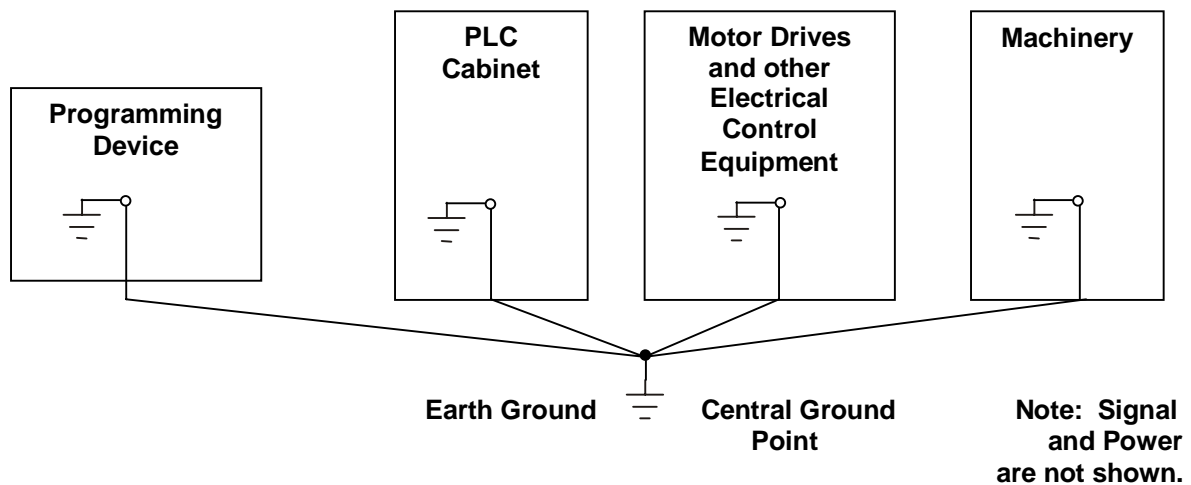 Programming
Device
PLC
Cabinet
Motor Drives
and other
Electrical
Control
Equipment
Machinery
Earth Ground
Central Ground
Point
Note: Signal
and Power
are not shown.